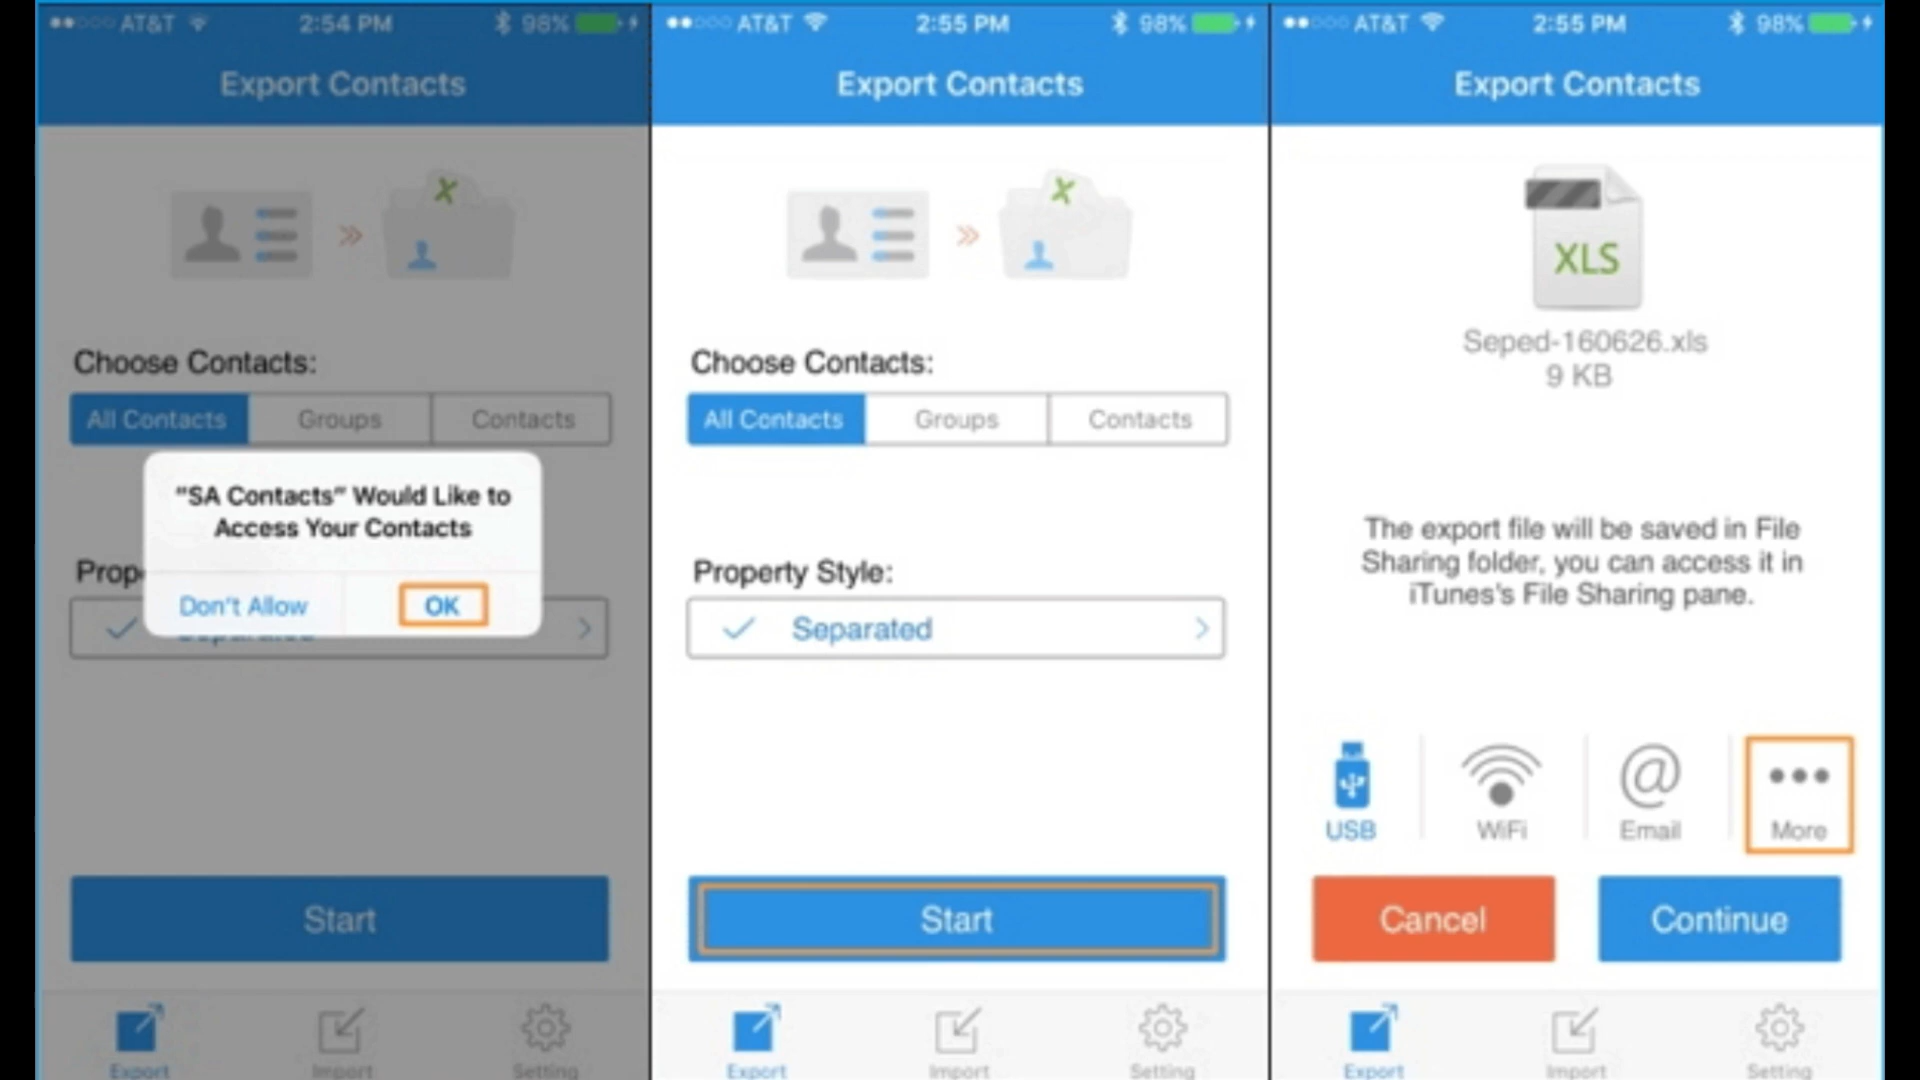 AT&T 2:54 PM 98%
Export Contacts
X
Choose Contacts:
All Contacts Groups Contacts
"SA Contacts" Would Like to
Access Your Contacts
Prop
Don't Allow OK
Start
Export Import Setting
AT&T 2:55 PM 98%
Export Contacts
X
Choose Contacts:
All Contacts Groups Contacts
Property Style:
Separated
Start
Export Import Setting
AT&T 2:55 PM 98%
Export Contacts
XLS
Seped-160626.xls
9 KB
The export file will be saved in File
Sharing folder, you can access it in
iTunes's File Sharing pane.
USB WiFi @ Email More
Cancel Continue
Export Import Setting